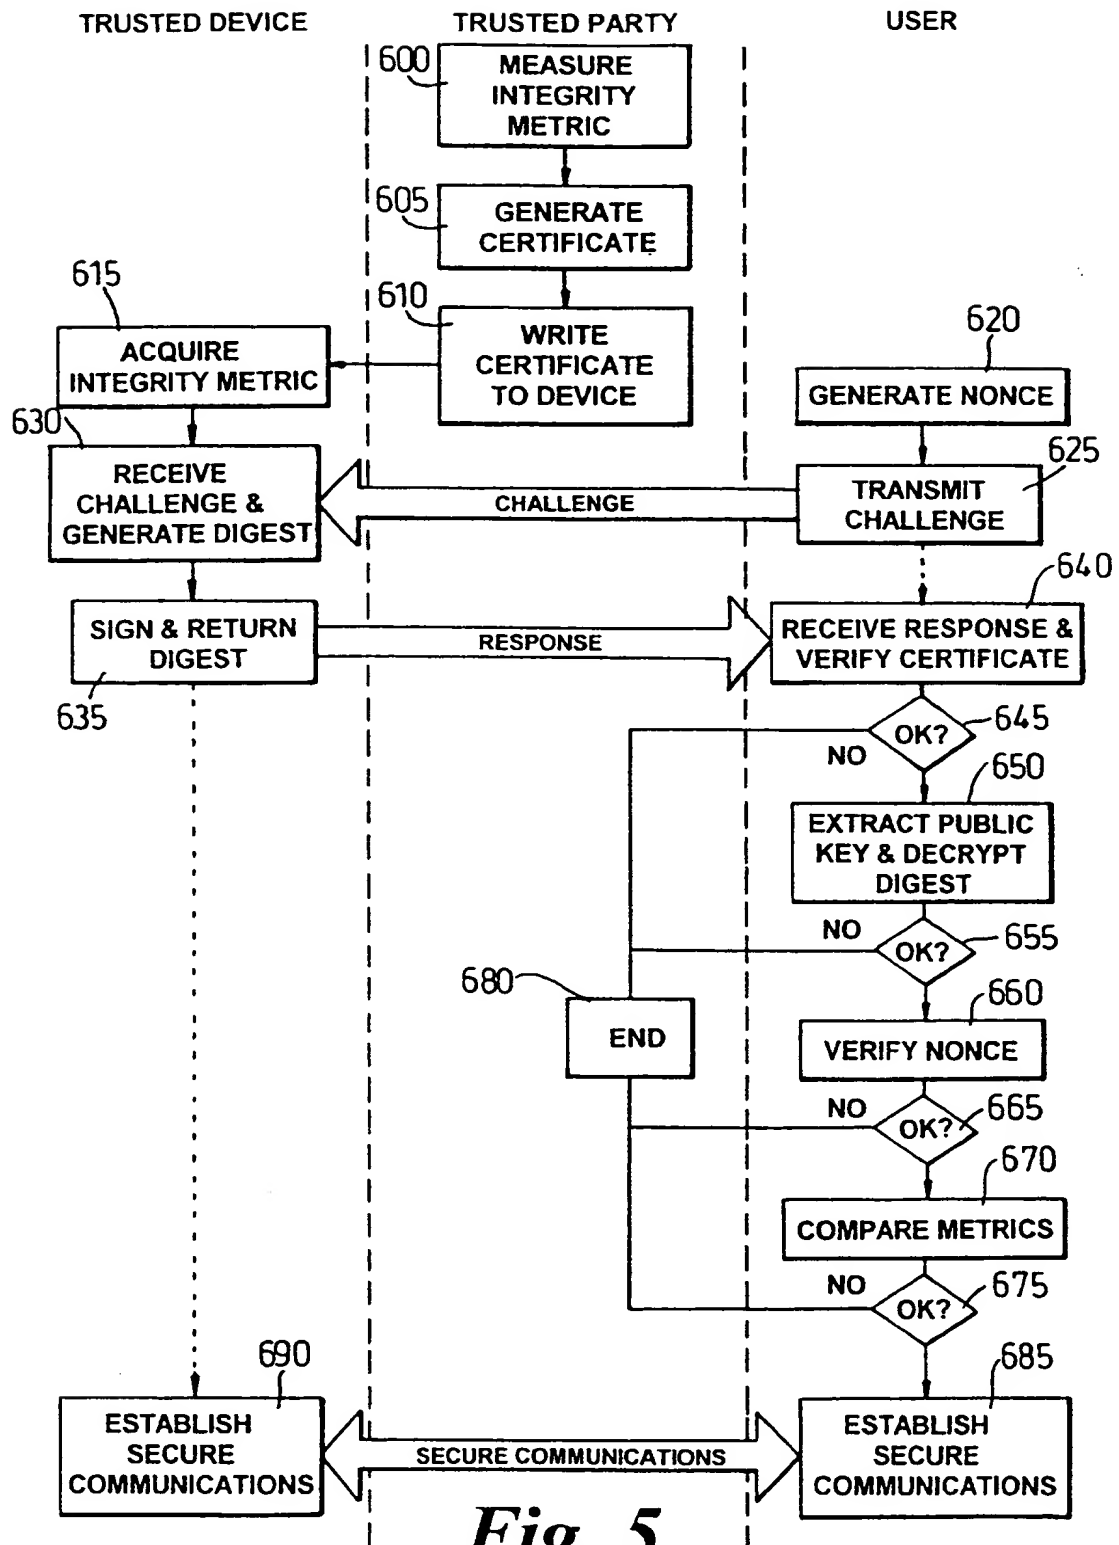 TRUSTED DEVICE
TRUSTED PARTY
USER
600
MEASURE
INTEGRITY
METRIC
605
GENERATE
CERTIFICATE
610
WRITE
CERTIFICATE
TO DEVICE
615
ACQUIRE
INTEGRITY METRIC
620
GENERATE NONCE
625
TRANSMIT
CHALLENGE
CHALLENGE
630
RECEIVE
CHALLENGE &
GENERATE DIGEST
SIGN & RETURN
DIGEST
635
RESPONSE
640
RECEIVE RESPONSE &
VERIFY CERTIFICATE
OK?
645
NO
650
EXTRACT PUBLIC
KEY & DECRYPT
DIGEST
NO
OK?
655
680
END
660
VERIFY NONCE
NO
OK?
665
670
COMPARE METRICS
NO
OK?
675
690
ESTABLISH
SECURE
COMMUNICATIONS
SECURE COMMUNICATIONS
685
ESTABLISH
SECURE
COMMUNICATIONS
Fig. 5